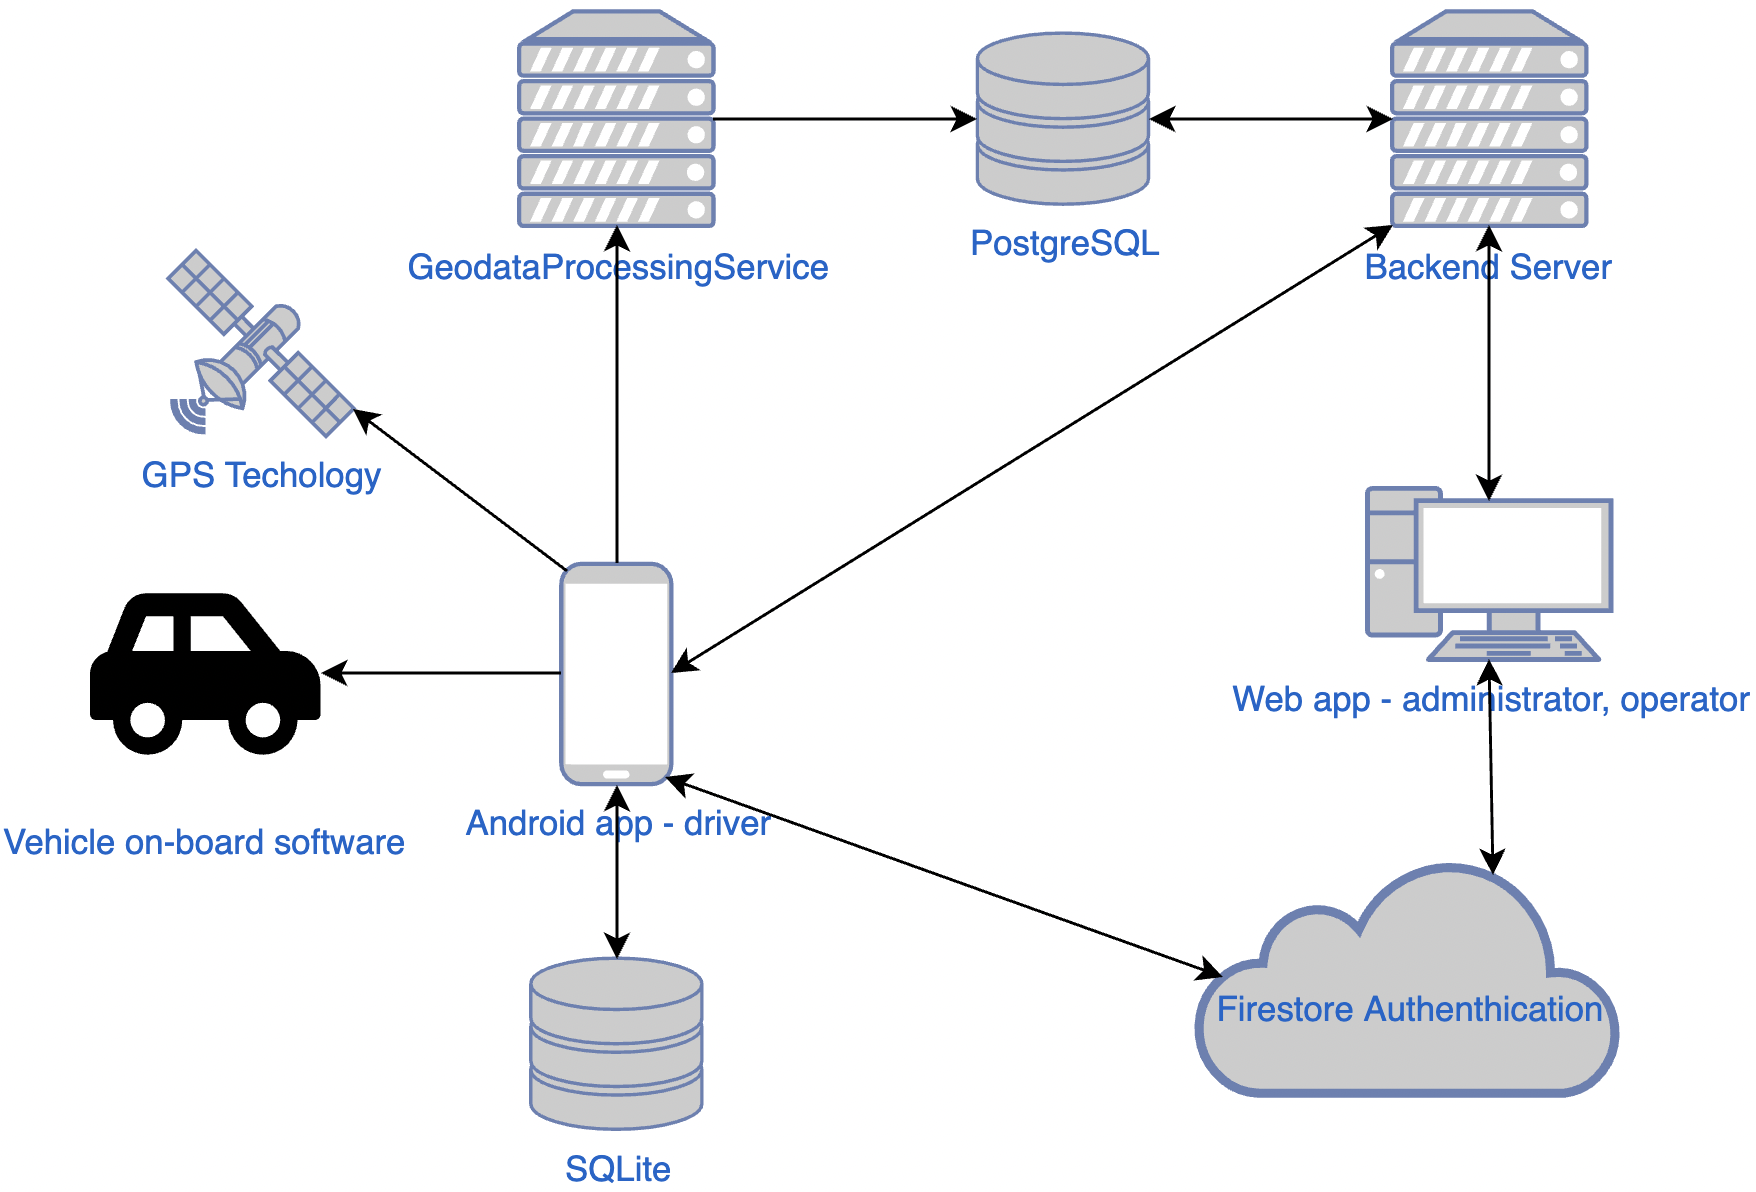 PostgreSQL
GeodataProcessingService
Backend Server
GPS Techology
Web app - administrator, operator
Android app - driver
Vehicle on-board software
Firestore Authenthication
SQLite